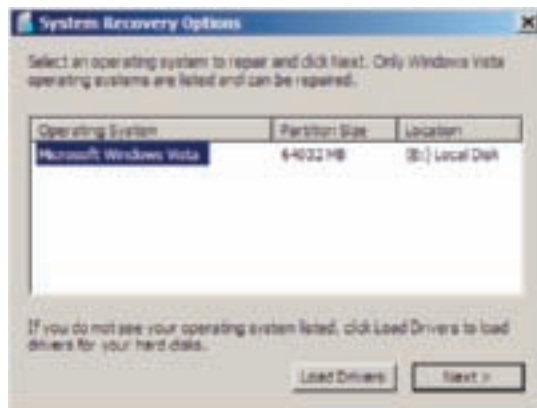 System Recovery Options
Select an operating system to repair and click Next. Only Windows Vista
operating systems are listed and can be repaired.
Operating System Partition Size Location
Microsoft Windows Vista 64032 MB Local Disk
If you do not see your operating system listed, click Load Drivers to load
drivers for your hard disks.
Load Drivers Next >